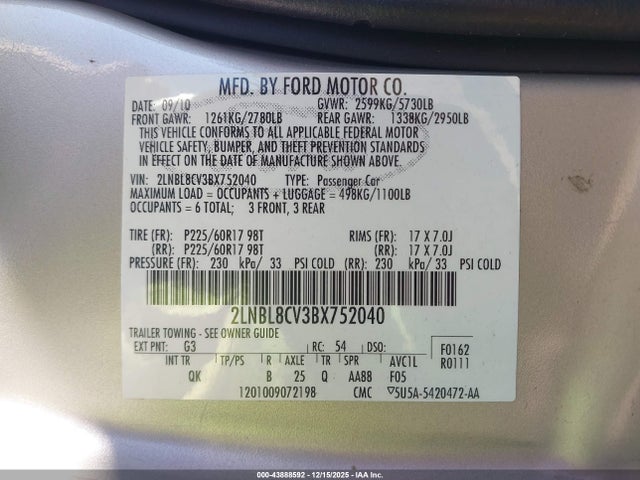 MFD. BY FORD MOTOR CO.
DATE: 09/10 GVWR: 2599KG/5730LB
FRONT GAWR: 1261KG/2780LB REAR GAWR: 1338KG/2950LB
THIS VEHICLE CONFORMS TO ALL APPLICABLE FEDERAL MOTOR
VEHICLE SAFETY, BUMPER, AND THEFT PREVENTION STANDARDS
IN EFFECT ON THE DATE OF MANUFACTURE SHOWN ABOVE.
VIN: 2LNBL8CV3BX752040 TYPE: Passenger Car
MAXIMUM LOAD = OCCUPANTS + LUGGAGE = 498KG/1100LB
OCCUPANTS = 6 TOTAL; 3 FRONT, 3 REAR
TIRE (FR): P225/60R17 98T RIMS (FR): 17 X 7.0J
(RR): P225/60R17 98T (RR): 17 X 7.0J
PRESSURE (FR): 230 kPa/ 33 PSI COLD (RR): 230 kPa/ 33 PSI COLD
2LNBL8CV3BX752040
TRAILER TOWING - SEE OWNER GUIDE
EXT PNT: G3 RC: 54 DSO: F0162
INT TR TP/PS R AXLE TR SPR AVC1L R0111
QK B 25 Q AA88 F05
1201009072198 CMC ▽5U5A-5420472-AA
000-43888592 - 12/15/2025 - IAAI.com